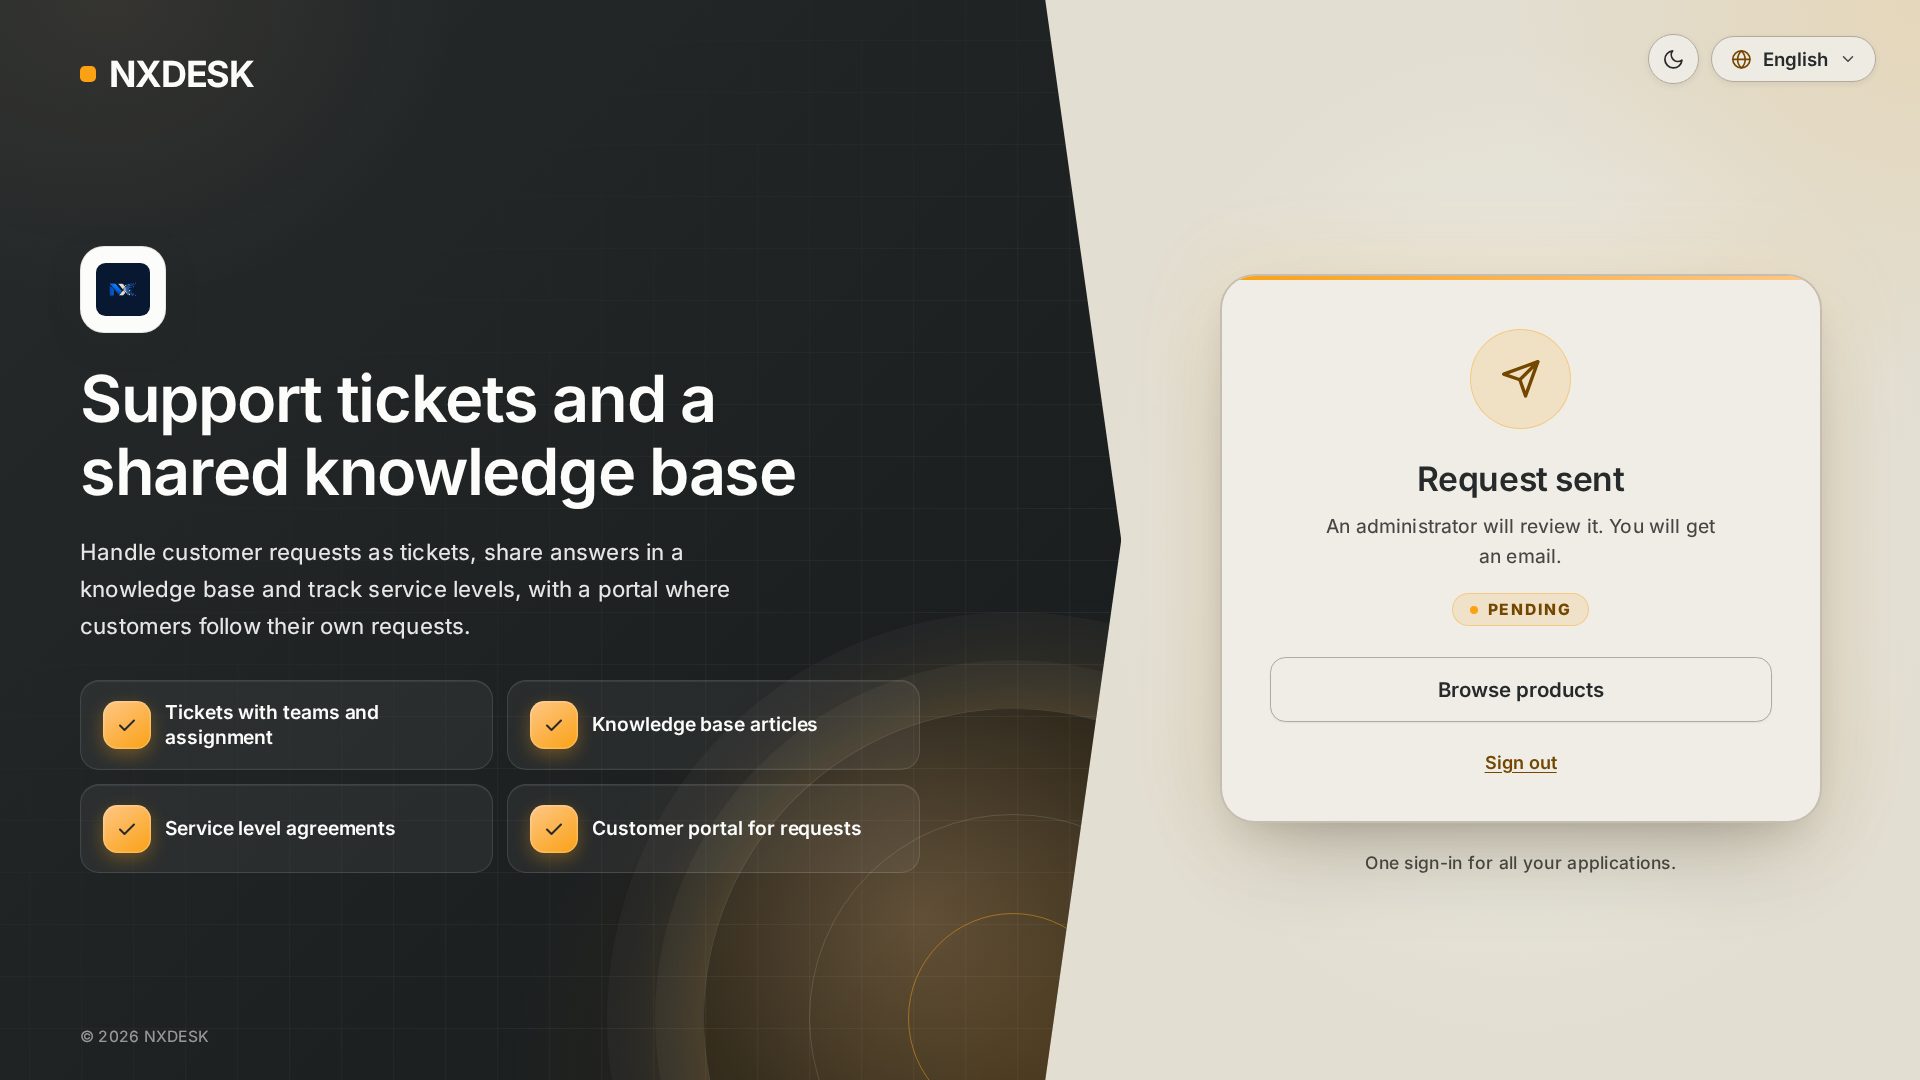 NXDESK
English
NX
Support tickets and a
shared knowledge base
Handle customer requests as tickets, share answers in a
knowledge base and track service levels, with a portal where
customers follow their own requests.
Tickets with teams and
assignment
Knowledge base articles
Service level agreements
Customer portal for requests
© 2026 NXDESK
Request sent
An administrator will review it. You will get
an email.
PENDING
Browse products
Sign out
One sign-in for all your applications.